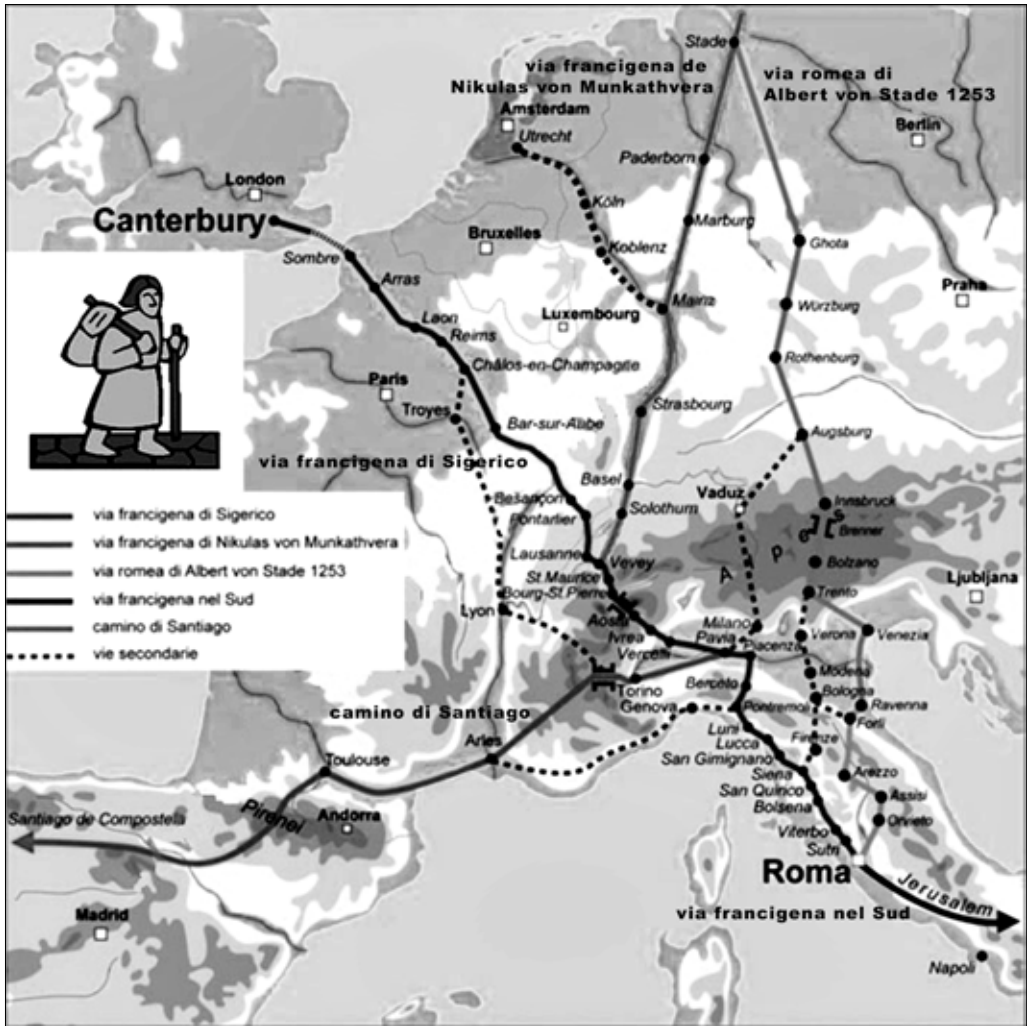 Stade
via francigena de
Nikulas von Munkathvera
via romea di
Albert von Stade 1253
Amsterdam
Utrecht
Berlin
Paderborn
London
Köln
Canterbury
Marburg
Bruxelles
Ghota
Koblenz
Sombre
Praha
Arras
Mainz
Würzburg
Luxembourg
Laon
Reims
Rothenburg
Châlos-en-Champagne
Paris
Troyes
Strasbourg
Bar-sur-Albe
Augsburg
via francigena di Sigerico
Basel
Besançon
Vaduz
Innsbruck
Pontarlier
Solothurn
Brenner
A l p e s
via francigena di Sigerico
via francigena di Nikulas von Munkathvera
via romea di Albert von Stade 1253
via francigena nel Sud
camino di Santiago
vie secondarie
Lausanne
Vevey
Bolzano
St.Maurice
Bourg-St.Pierre
Ljubljana
Trento
Lyon
Aosta
Milano
Ivrea
Pavia
Verona
Venezia
Vercelli
Piacenza
Modena
Torino
Berceto
Bologna
Genova
Pontremoli
Ravenna
Forlì
camino di Santiago
Luni
Firenze
Arles
Lucca
Toulouse
San Gimignano
Siena
Arezzo
San Quirico
Assisi
Pirenei
Andorra
Bolsena
Santiago de Compostela
Orvieto
Viterbo
Sutri
Roma
Jerusalem
via francigena nel Sud
Madrid
Napoli